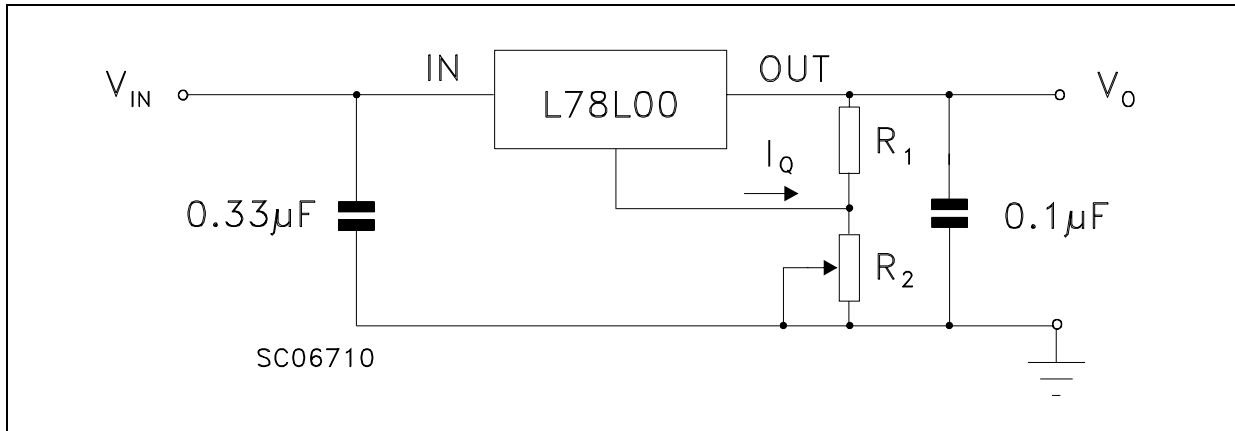 V_IN
IN
L78L00
OUT
V_O
I_Q
R_1
0.33μF
0.1μF
R_2
SC06710